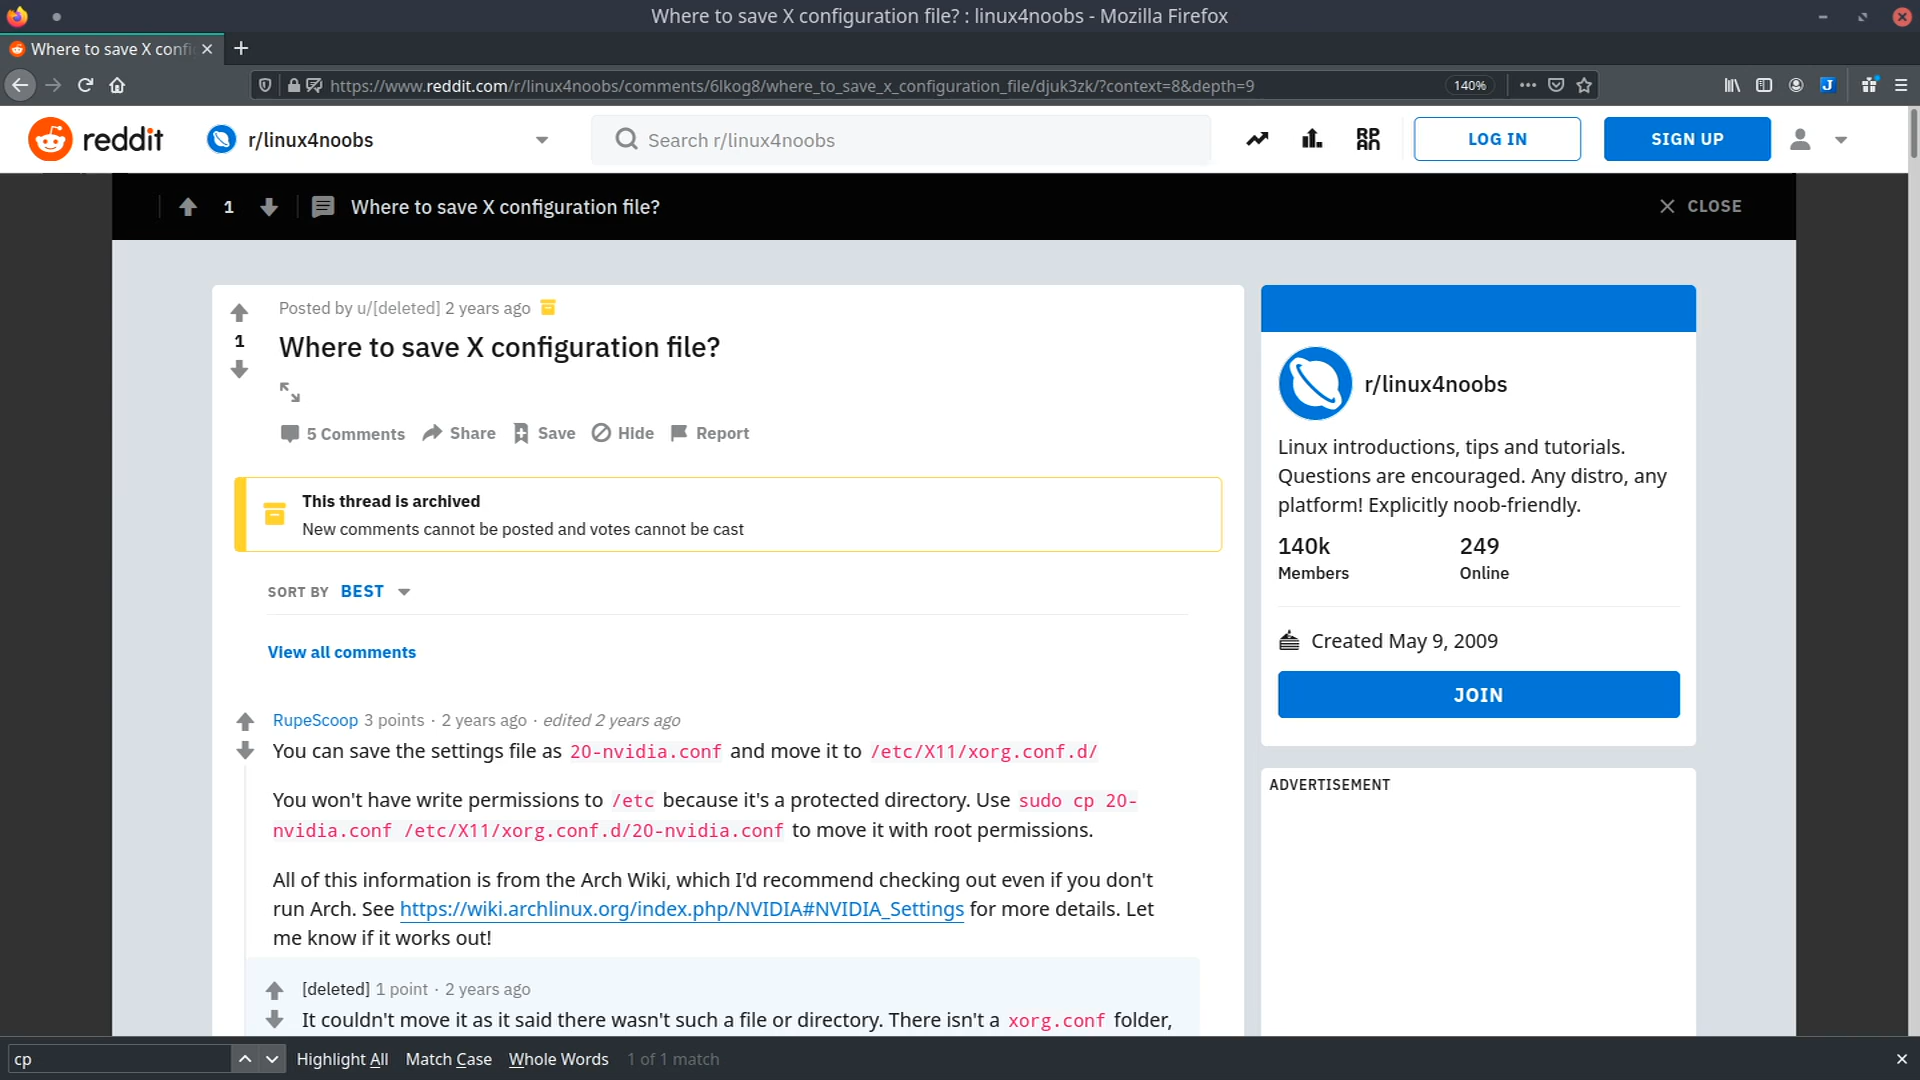 Where to save X configuration file? : linux4noobs - Mozilla Firefox
Where to save X confi
https://www.reddit.com/r/linux4noobs/comments/6lkog8/where_to_save_x_configuration_file/djuk3zk/?context=8&depth=9
140%
reddit
r/linux4noobs
Search r/linux4noobs
RP
AN
LOG IN
SIGN UP
1
Where to save X configuration file?
CLOSE
Posted by u/[deleted] 2 years ago
1
Where to save X configuration file?
5 Comments
Share
Save
Hide
Report
This thread is archived
New comments cannot be posted and votes cannot be cast
SORT BY BEST
View all comments
RupeScoop 3 points · 2 years ago · edited 2 years ago
You can save the settings file as 20-nvidia.conf and move it to /etc/X11/xorg.conf.d/
You won't have write permissions to /etc because it's a protected directory. Use sudo cp 20-
nvidia.conf /etc/X11/xorg.conf.d/20-nvidia.conf to move it with root permissions.
All of this information is from the Arch Wiki, which I'd recommend checking out even if you don't
run Arch. See https://wiki.archlinux.org/index.php/NVIDIA#NVIDIA_Settings for more details. Let
me know if it works out!
[deleted] 1 point · 2 years ago
It couldn't move it as it said there wasn't such a file or directory. There isn't a xorg.conf folder,
r/linux4noobs
Linux introductions, tips and tutorials.
Questions are encouraged. Any distro, any
platform! Explicitly noob-friendly.
140k
Members
249
Online
Created May 9, 2009
JOIN
ADVERTISEMENT
cp
Highlight All
Match Case
Whole Words
1 of 1 match